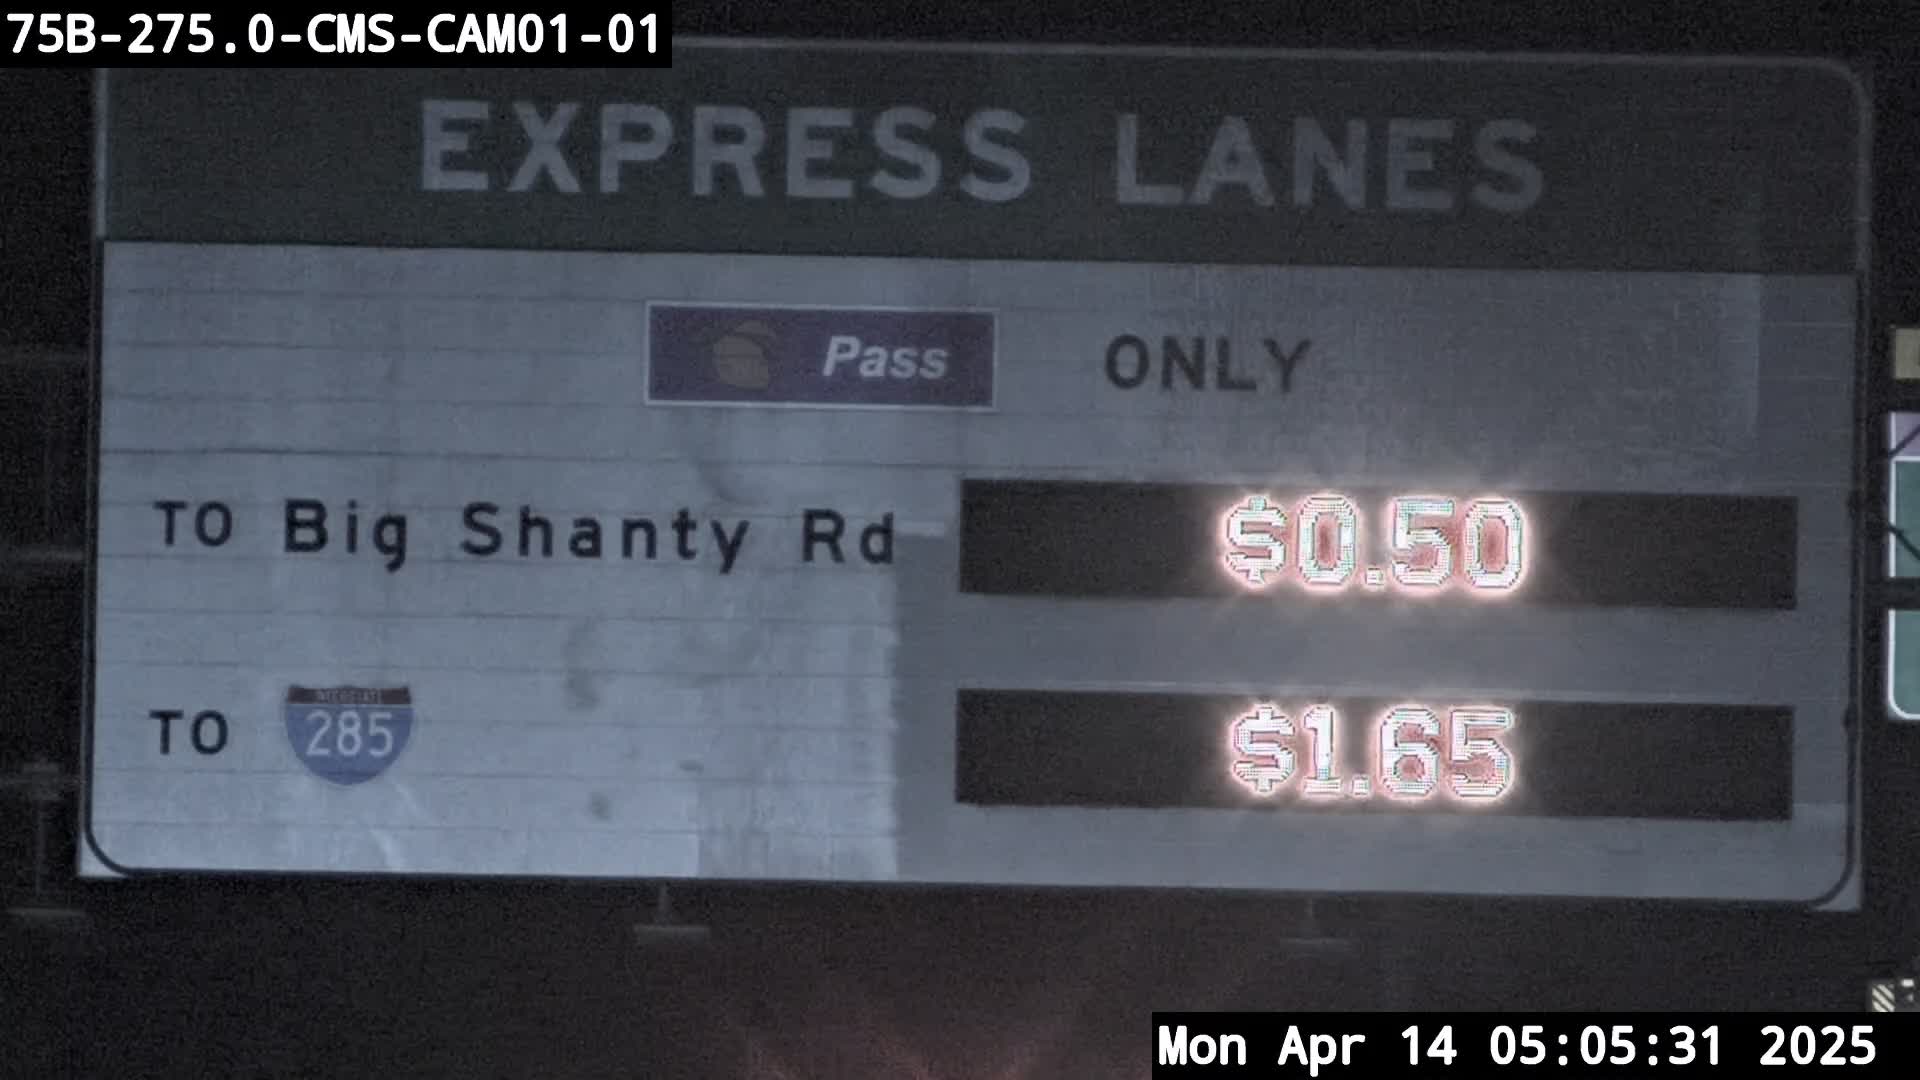 75B-275.0-CMS-CAM01-01
EXPRESS LANES
Pass ONLY
TO Big Shanty Rd $0.50
INTERSTATE
TO 285 $1.65
Mon Apr 14 05:05:31 2025